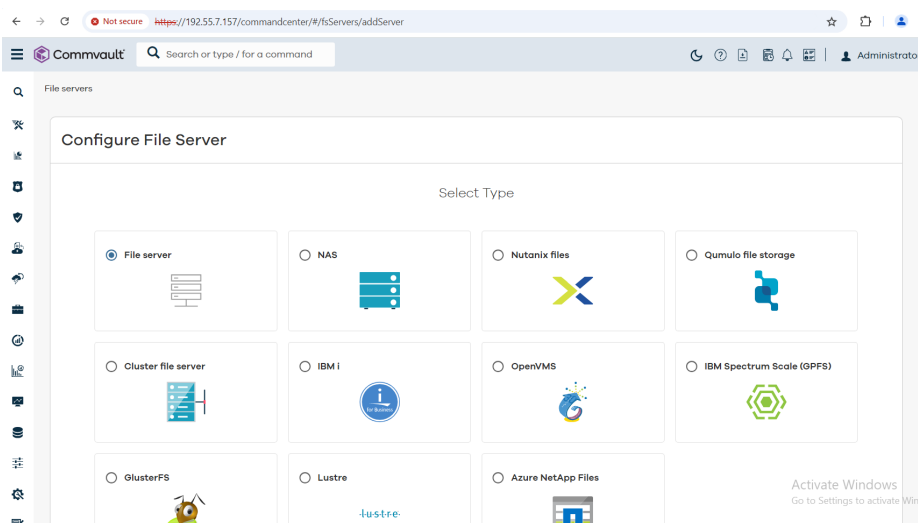 Not secure https://192.55.7.157/commandcenter/#/fsServers/addServer
Commvault Search or type / for a command Administrato
File servers
Configure File Server
Select Type
File server NAS Nutanix files Qumulo file storage
Cluster file server IBM i OpenVMS IBM Spectrum Scale (GPFS)
i
for Business
GlusterFS Lustre Azure NetApp Files
lustre
Activate Windows
Go to Settings to activate Win